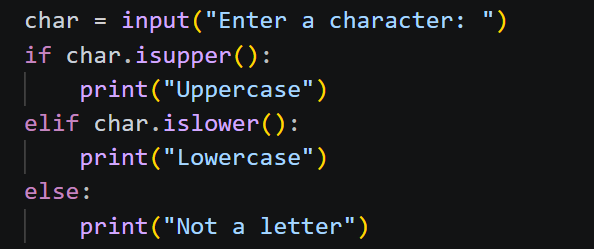 char = input("Enter a character: ")
if char.isupper():
    print("Uppercase")
elif char.islower():
    print("Lowercase")
else:
    print("Not a letter")